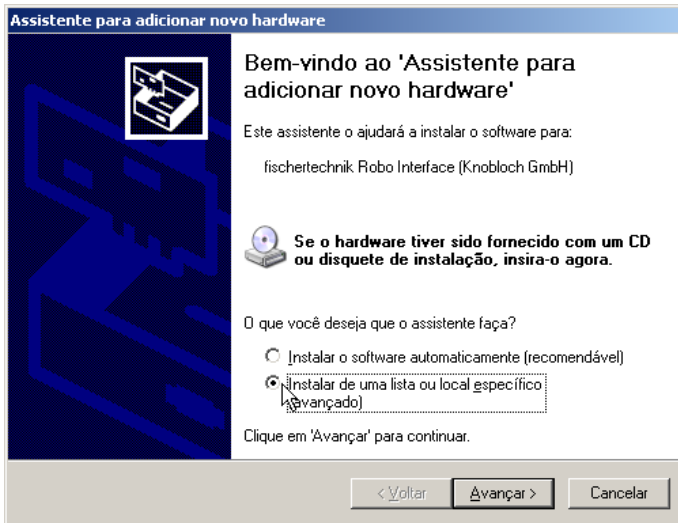 Assistente para adicionar novo hardware
Bem-vindo ao 'Assistente para
adicionar novo hardware'
Este assistente o ajudará a instalar o software para:
fischertechnik Robo Interface (Knobloch GmbH)
Se o hardware tiver sido fornecido com um CD
ou disquete de instalação, insira-o agora.
O que você deseja que o assistente faça?
Instalar o software automaticamente (recomendável)
Instalar de uma lista ou local específico
(avançado)
Clique em 'Avançar' para continuar.
< Voltar
Avançar >
Cancelar